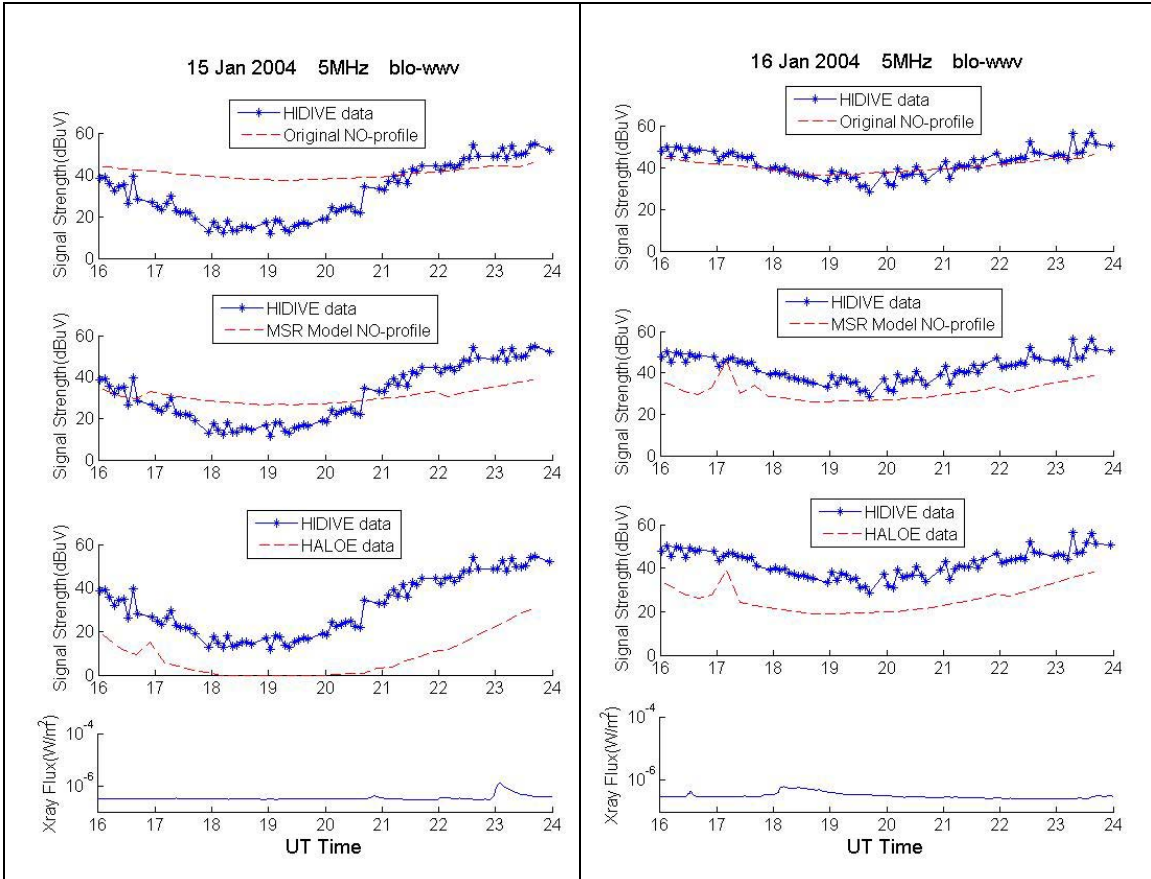 15 Jan 2004 5MHz blo-wwv
HIDIVE data
Original NO-profile
Signal Strength(dBuV)
60
40
20
0
16 17 18 19 20 21 22 23 24
HIDIVE data
MSR Model NO-profile
Signal Strength(dBuV)
60
40
20
0
16 17 18 19 20 21 22 23 24
HIDIVE data
HALOE data
Signal Strength(dBuV)
60
40
20
0
16 17 18 19 20 21 22 23 24
Xray Flux(W/m²)
10⁻⁴
10⁻⁶
16 17 18 19 20 21 22 23 24
UT Time
16 Jan 2004 5MHz blo-wwv
HIDIVE data
Original NO-profile
Signal Strength(dBuV)
60
40
20
0
16 17 18 19 20 21 22 23 24
HIDIVE data
MSR Model NO-profile
Signal Strength(dBuV)
60
40
20
0
16 17 18 19 20 21 22 23 24
HIDIVE data
HALOE data
Signal Strength(dBuV)
60
40
20
0
16 17 18 19 20 21 22 23 24
Xray Flux(W/m²)
10⁻⁴
10⁻⁶
16 17 18 19 20 21 22 23 24
UT Time